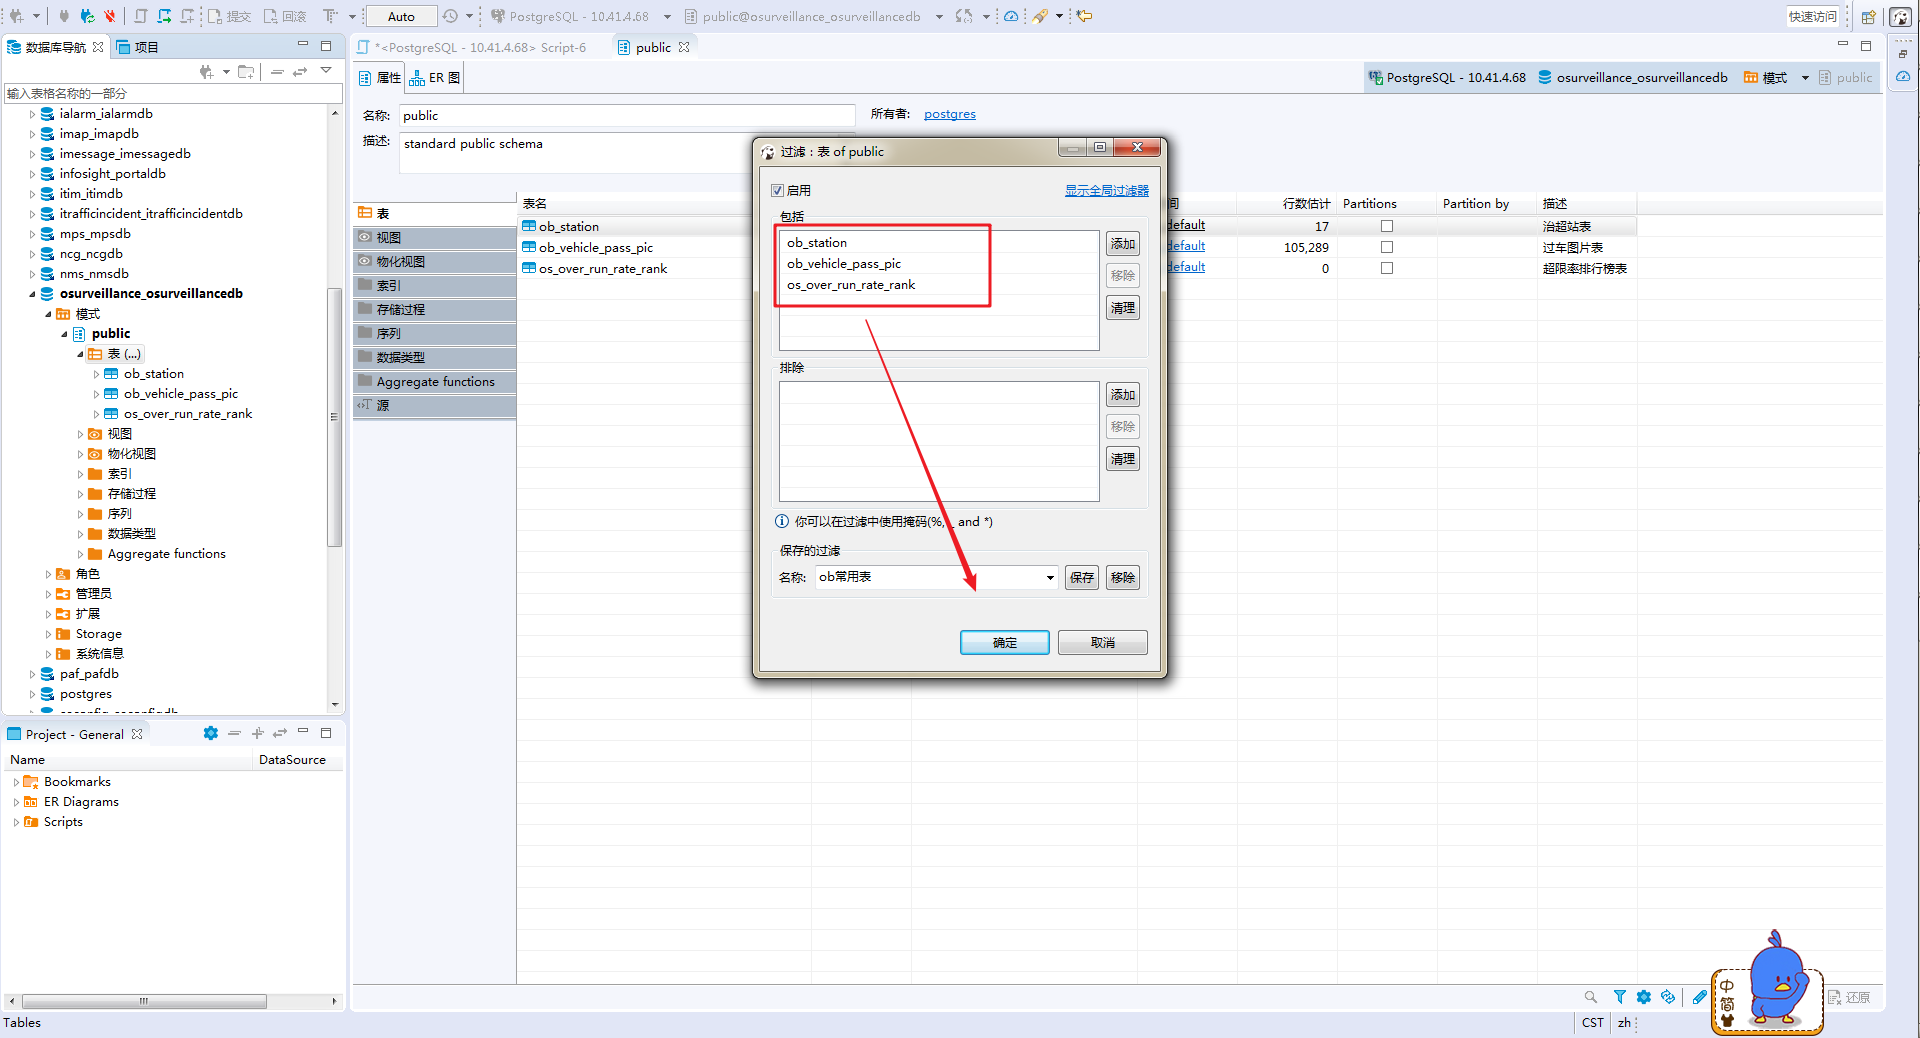 提交
回滚
Auto
PostgreSQL - 10.41.4.68
public@osurveillance_osurveillancedb
快速访问
数据库导航
项目
输入表格名称的一部分
ialarm_ialarmdb
imap_imapdb
imessage_imessagedb
infosight_portaldb
itim_itimdb
itrafficincident_itrafficincidentdb
mps_mpsdb
ncg_ncgdb
nms_nmsdb
osurveillance_osurveillancedb
模式
public
表 (...)
ob_station
ob_vehicle_pass_pic
os_over_run_rate_rank
视图
物化视图
索引
存储过程
序列
数据类型
Aggregate functions
角色
管理员
扩展
Storage
系统信息
paf_pafdb
postgres
Project - General
Name
DataSource
Bookmarks
ER Diagrams
Scripts
Tables
*<PostgreSQL - 10.41.4.68> Script-6
public
属性
ER 图
PostgreSQL - 10.41.4.68
osurveillance_osurveillancedb
模式
public
名称:
public
所有者:
postgres
描述:
standard public schema
表
视图
物化视图
索引
存储过程
序列
数据类型
Aggregate functions
源
表名
间
行数估计
Partitions
Partition by
描述
ob_station
default
17
治超站表
ob_vehicle_pass_pic
default
105,289
过车图片表
os_over_run_rate_rank
default
0
超限率排行榜表
过滤 : 表 of public
启用
显示全局过滤器
包括
ob_station
ob_vehicle_pass_pic
os_over_run_rate_rank
添加
移除
清理
排除
添加
移除
清理
你可以在过滤中使用掩码(%, _ and *)
保存的过滤
名称:
ob常用表
保存
移除
确定
取消
还原
中
简
CST
zh